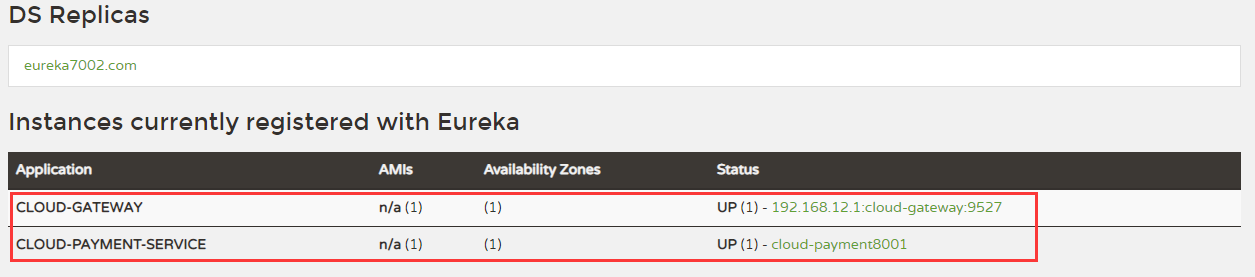 DS Replicas
eureka7002.com
Instances currently registered with Eureka
Application AMIs Availability Zones Status
CLOUD-GATEWAY n/a (1) (1) UP (1) - 192.168.12.1:cloud-gateway:9527
CLOUD-PAYMENT-SERVICE n/a (1) (1) UP (1) - cloud-payment8001